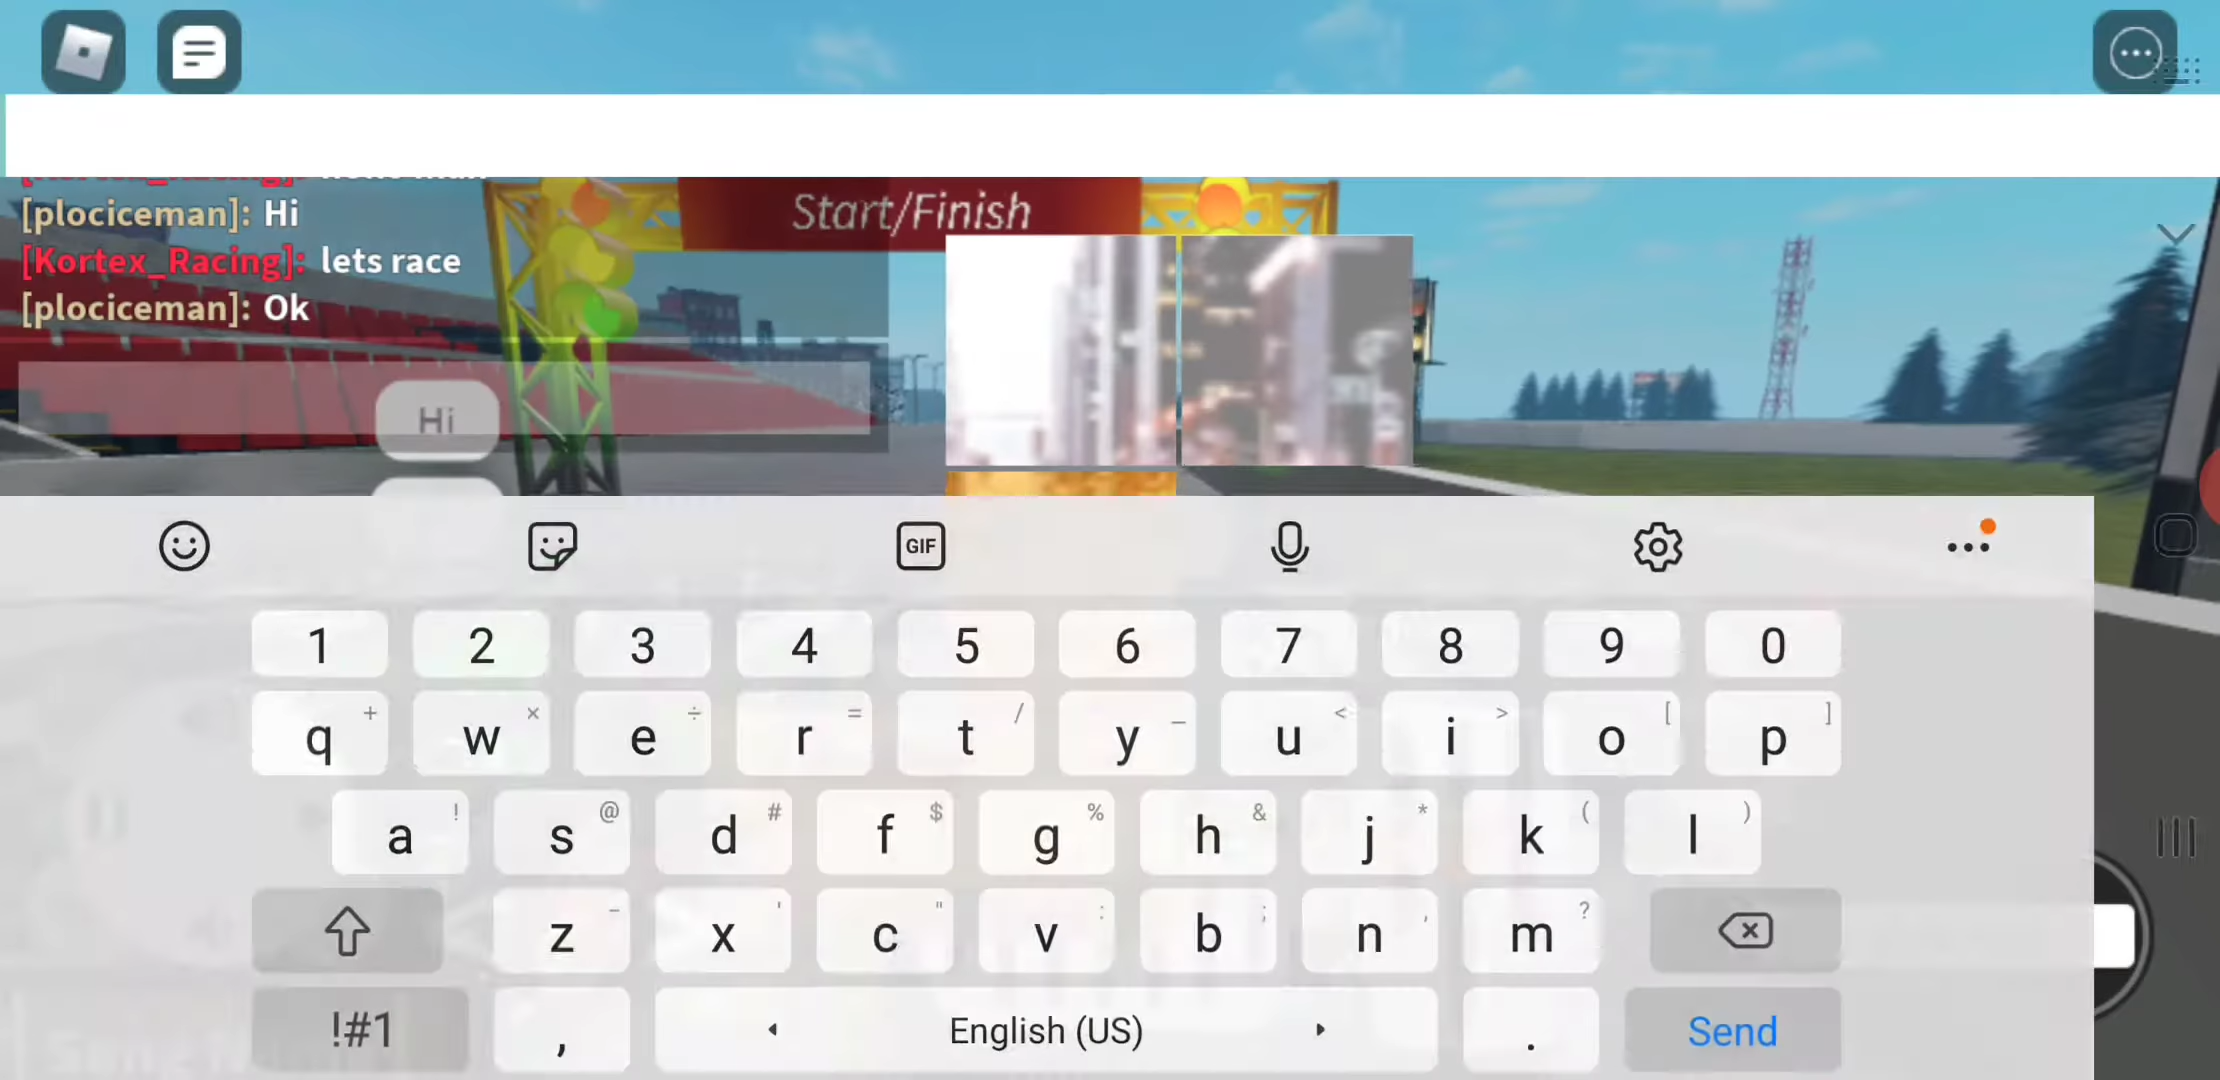 [plociceman]: Hi
Start/Finish
[Kortex_Racing]: lets race
[plociceman]: Ok
Hi
GIF
1 2 3 4 5 6 7 8 9 0
+ × ÷ = / _ < > [ ]
q w e r t y u i o p
! @ # $ % & * ( )
a s d f g h j k l
- ' " : ; , ?
z x c v b n m
!#1 , English (US) . Send